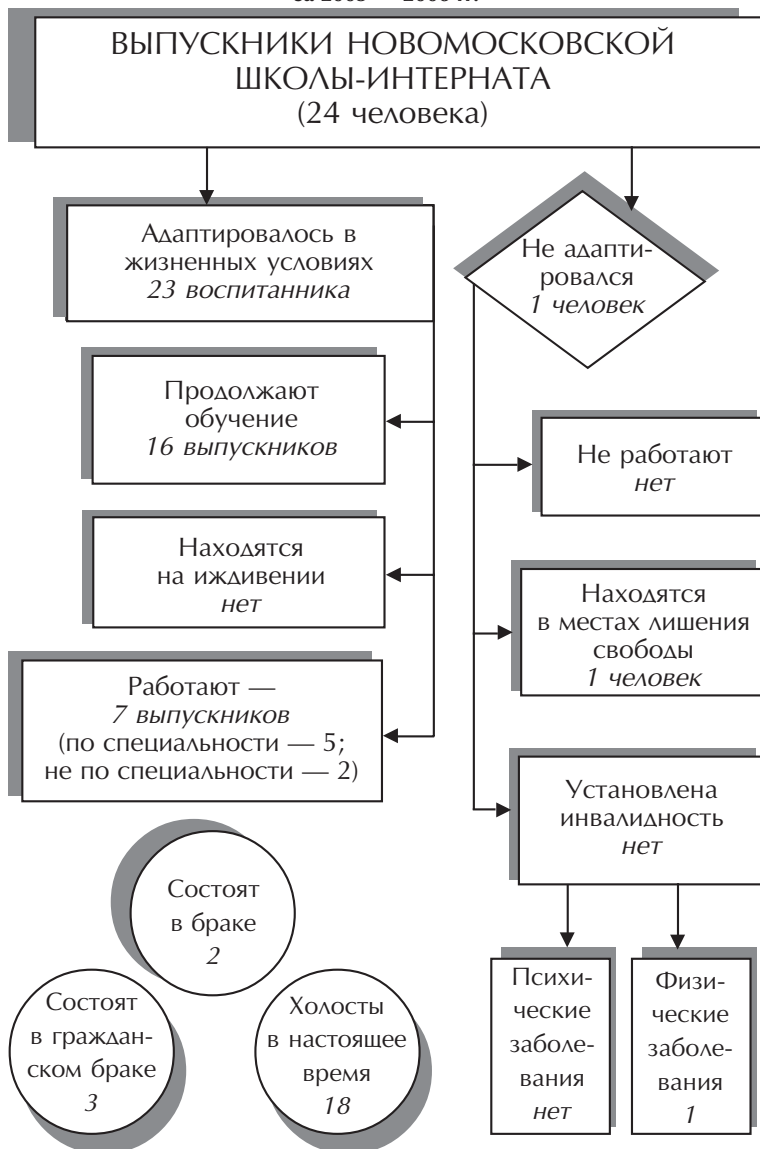 ВЫПУСКНИКИ НОВОМОСКОВСКОЙ
ШКОЛЫ-ИНТЕРНАТА
(24 человека)
Адаптировалось в
жизненных условиях
23 воспитанника
Не адапти-
ровался
1 человек
Продолжают
обучение
16 выпускников
Не работают
нет
Находятся
на иждивении
нет
Находятся
в местах лишения
свободы
1 человек
Работают —
7 выпускников
(по специальности — 5;
не по специальности — 2)
Установлена
инвалидность
нет
Состоят
в браке
2
Состоят
в граждан-
ском браке
3
Холосты
в настоящее
время
18
Психи-
ческие
заболе-
вания
нет
Физи-
ческие
заболе-
вания
1